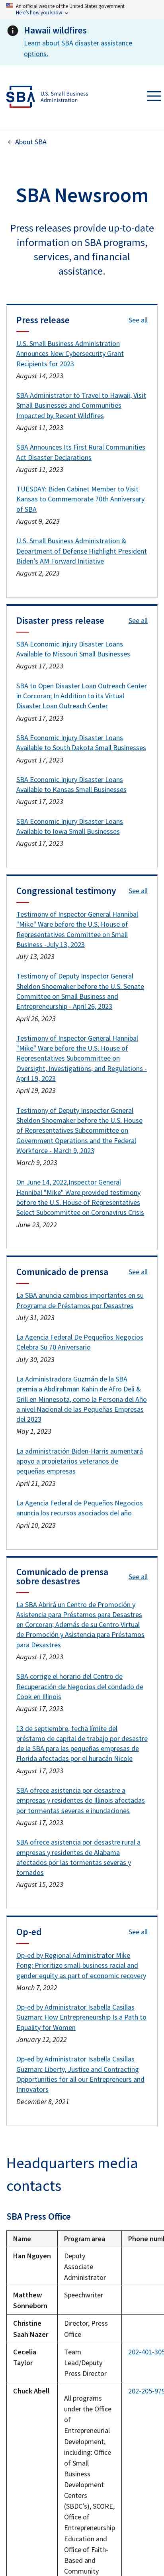 An official website of the United States government
Here's how you know
Hawaii wildfires
Learn about SBA disaster assistance
options.
SBA
U.S. Small Business
Administration
About SBA
SBA Newsroom
Press releases provide up-to-date
information on SBA programs,
services, and financial
assistance.
Press release
See all
U.S. Small Business Administration
Announces New Cybersecurity Grant
Recipients for 2023
August 14, 2023
SBA Administrator to Travel to Hawaii, Visit
Small Businesses and Communities
Impacted by Recent Wildfires
August 11, 2023
SBA Announces Its First Rural Communities
Act Disaster Declarations
August 11, 2023
TUESDAY: Biden Cabinet Member to Visit
Kansas to Commemorate 70th Anniversary
of SBA
August 9, 2023
U.S. Small Business Administration &
Department of Defense Highlight President
Biden's AM Forward Initiative
August 2, 2023
Disaster press release
See all
SBA Economic Injury Disaster Loans
Available to Missouri Small Businesses
August 17, 2023
SBA to Open Disaster Loan Outreach Center
in Corcoran; In Addition to its Virtual
Disaster Loan Outreach Center
August 17, 2023
SBA Economic Injury Disaster Loans
Available to South Dakota Small Businesses
August 17, 2023
SBA Economic Injury Disaster Loans
Available to Kansas Small Businesses
August 17, 2023
SBA Economic Injury Disaster Loans
Available to Iowa Small Businesses
August 17, 2023
Congressional testimony
See all
Testimony of Inspector General Hannibal
"Mike" Ware before the U.S. House of
Representatives Committee on Small
Business -July 13, 2023
July 13, 2023
Testimony of Deputy Inspector General
Sheldon Shoemaker before the U.S. Senate
Committee on Small Business and
Entrepreneurship - April 26, 2023
April 26, 2023
Testimony of Inspector General Hannibal
"Mike" Ware before the U.S. House of
Representatives Subcommittee on
Oversight, Investigations, and Regulations -
April 19, 2023
April 19, 2023
Testimony of Deputy Inspector General
Sheldon Shoemaker before the U.S. House
of Representatives Subcommittee on
Government Operations and the Federal
Workforce - March 9, 2023
March 9, 2023
On June 14, 2022,Inspector General
Hannibal "Mike" Ware provided testimony
before the U.S. House of Representatives
Select Subcommittee on Coronavirus Crisis
June 23, 2022
Comunicado de prensa
See all
La SBA anuncia cambios importantes en su
Programa de Préstamos por Desastres
July 31, 2023
La Agencia Federal De Pequeños Negocios
Celebra Su 70 Aniversario
July 30, 2023
La Administradora Guzmán de la SBA
premia a Abdirahman Kahin de Afro Deli &
Grill en Minnesota, como la Persona del Año
a nivel Nacional de las Pequeñas Empresas
del 2023
May 1, 2023
La administración Biden-Harris aumentará
apoyo a propietarios veteranos de
pequeñas empresas
April 21, 2023
La Agencia Federal de Pequeños Negocios
anuncia los recursos asociados del año
April 10, 2023
Comunicado de prensa
sobre desastres
See all
La SBA Abrirá un Centro de Promoción y
Asistencia para Préstamos para Desastres
en Corcoran; Además de su Centro Virtual
de Promoción y Asistencia para Préstamos
para Desastres
August 17, 2023
SBA corrige el horario del Centro de
Recuperación de Negocios del condado de
Cook en Illinois
August 17, 2023
13 de septiembre, fecha límite del
préstamo de capital de trabajo por desastre
de la SBA para las pequeñas empresas de
Florida afectadas por el huracán Nicole
August 17, 2023
SBA ofrece asistencia por desastre a
empresas y residentes de Illinois afectadas
por tormentas severas e inundaciones
August 17, 2023
SBA ofrece asistencia por desastre rural a
empresas y residentes de Alabama
afectados por las tormentas severas y
tornados
August 15, 2023
Op-ed
See all
Op-ed by Regional Administrator Mike
Fong: Prioritize small-business racial and
gender equity as part of economic recovery
March 7, 2022
Op-ed by Administrator Isabella Casillas
Guzman: How Entrepreneurship Is a Path to
Equality for Women
January 12, 2022
Op-ed by Administrator Isabella Casillas
Guzman: Liberty, Justice and Contracting
Opportunities for all our Entrepreneurs and
Innovators
December 8, 2021
Headquarters media
contacts
SBA Press Office
Name
Program area
Phone num
Han Nguyen
Deputy
Associate
Administrator
Matthew
Sonneborn
Speechwriter
Christine
Saah Nazer
Director, Press
Office
Cecelia
Taylor
Team
Lead/Deputy
Press Director
202-401-305
Chuck Abell
202-205-979
All programs
under the Office
of
Entrepreneurial
Development,
including: Office
of Small
Business
Development
Centers
(SBDC's), SCORE,
Office of
Entrepreneurship
Education and
Office of Faith-
Based and
Community